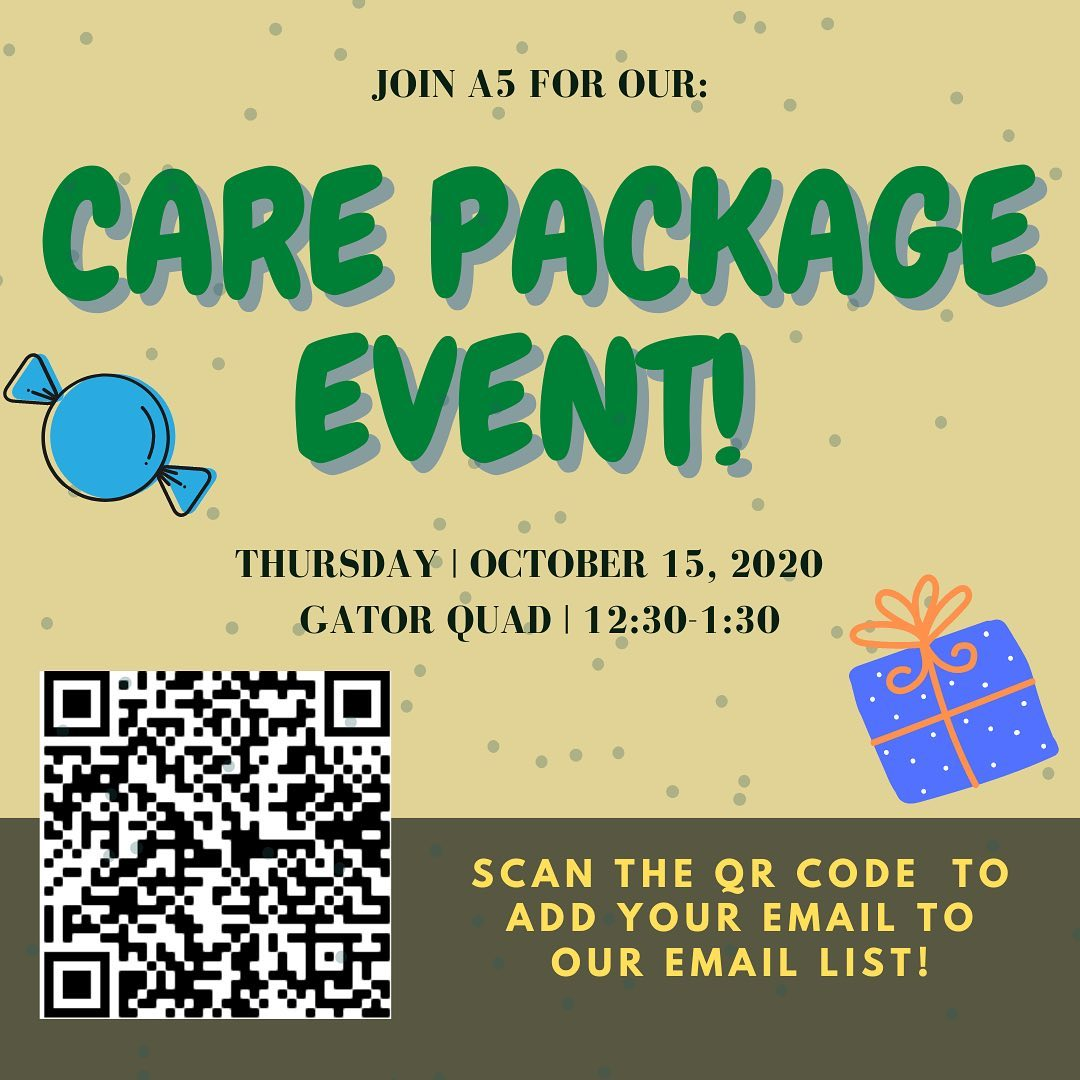 JOIN A5 FOR OUR:
CARE PACKAGE
EVENT!
THURSDAY | OCTOBER 15, 2020
GATOR QUAD | 12:30-1:30
SCAN THE QR CODE TO
ADD YOUR EMAIL TO
OUR EMAIL LIST!